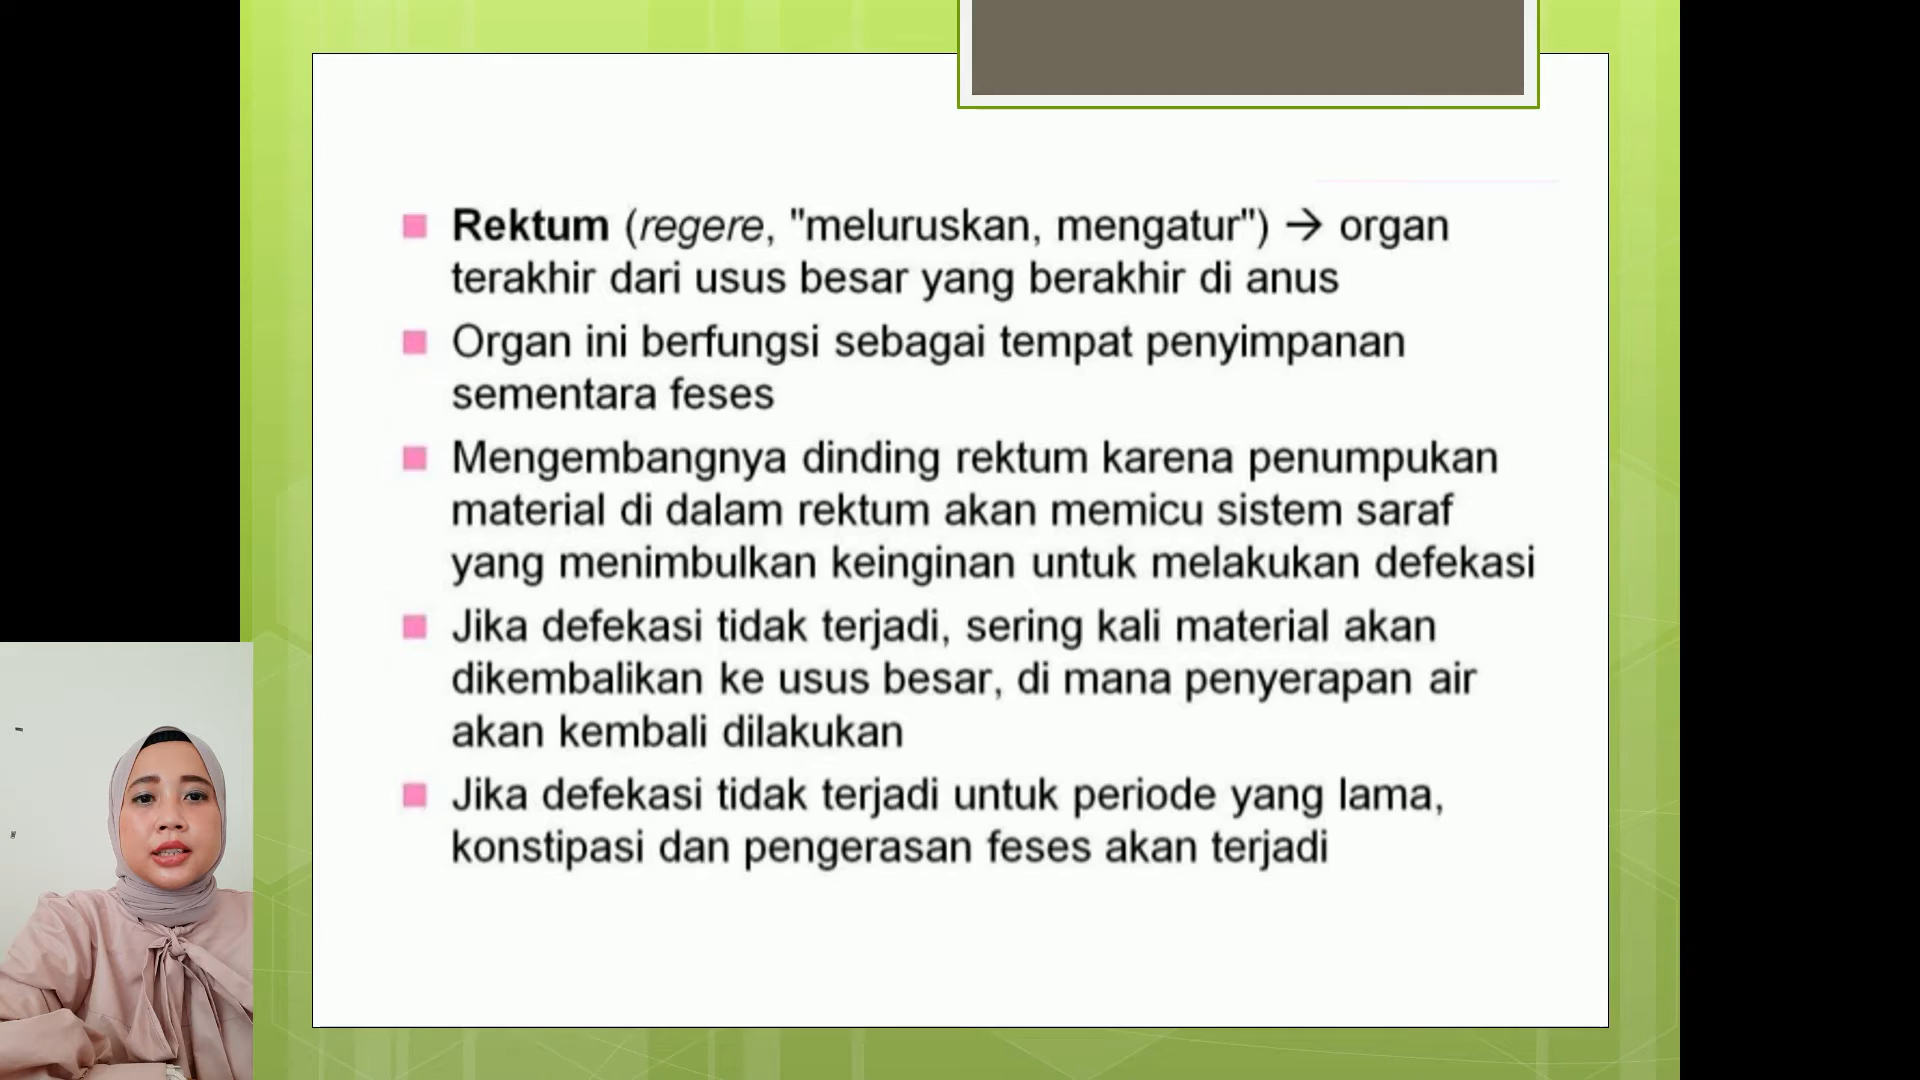 Rektum (regere, "meluruskan, mengatur") → organ
terakhir dari usus besar yang berakhir di anus
Organ ini berfungsi sebagai tempat penyimpanan
sementara feses
Mengembangnya dinding rektum karena penumpukan
material di dalam rektum akan memicu sistem saraf
yang menimbulkan keinginan untuk melakukan defekasi
Jika defekasi tidak terjadi, sering kali material akan
dikembalikan ke usus besar, di mana penyerapan air
akan kembali dilakukan
Jika defekasi tidak terjadi untuk periode yang lama,
konstipasi dan pengerasan feses akan terjadi